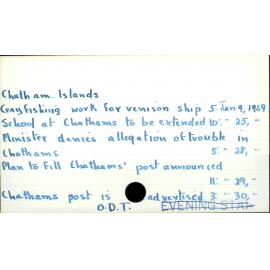 Chatham Islands
Crayfishing work for venison ship 5 Jan 9, 1969
School at Chathams to be extended 10: " 25, "
Minister denies allegation of trouble in
Chathams 5: " 28, "
Plan to fill Chathams' post announced
11: " 29, "
Chathams post is advertised 3: " 30, "
O.D.T. EVENING STAR